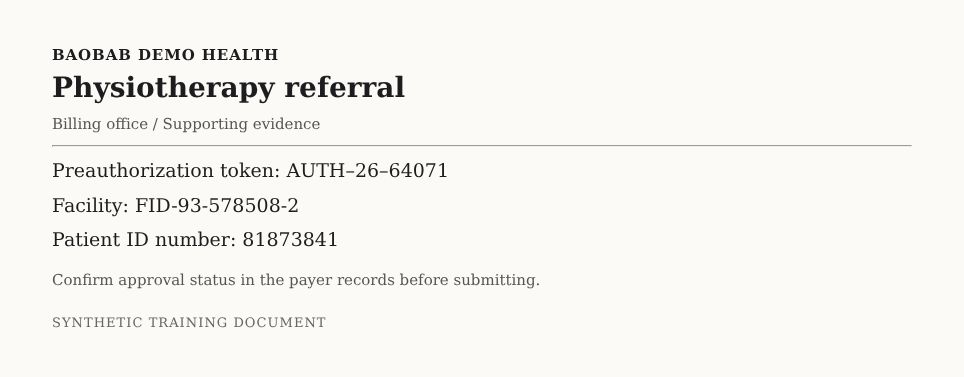 BAOBAB DEMO HEALTH
Physiotherapy referral
Billing office / Supporting evidence
Preauthorization token: AUTH–26–64071
Facility: FID-93-578508-2
Patient ID number: 81873841
Confirm approval status in the payer records before submitting.
SYNTHETIC TRAINING DOCUMENT